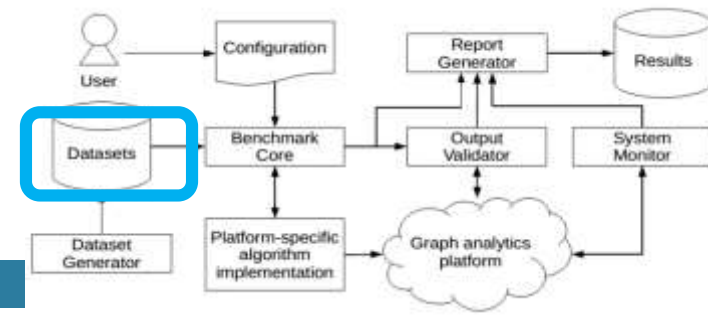 User
Configuration
Report
Generator
Results
Datasets
Benchmark
Core
Output
Validator
System
Monitor
Dataset
Generator
Platform-specific
algorithm
implementation
Graph analytics
platform